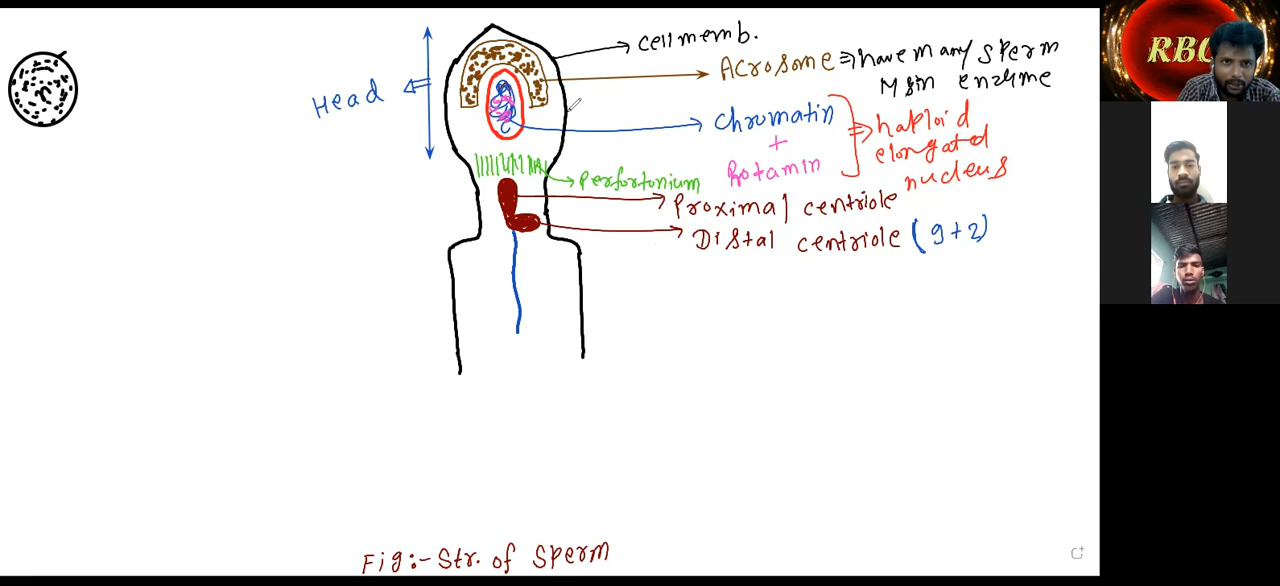 cell memb.
Acrosome ⇒ have many sperm
lysin enzyme
Head
Chromatin
+
Protamin
⇒ haploid
elongated
nucleus
Perfortonium
Proximal centriole
Distal centriole (9+2)
Fig:- Str. of sperm
RBC